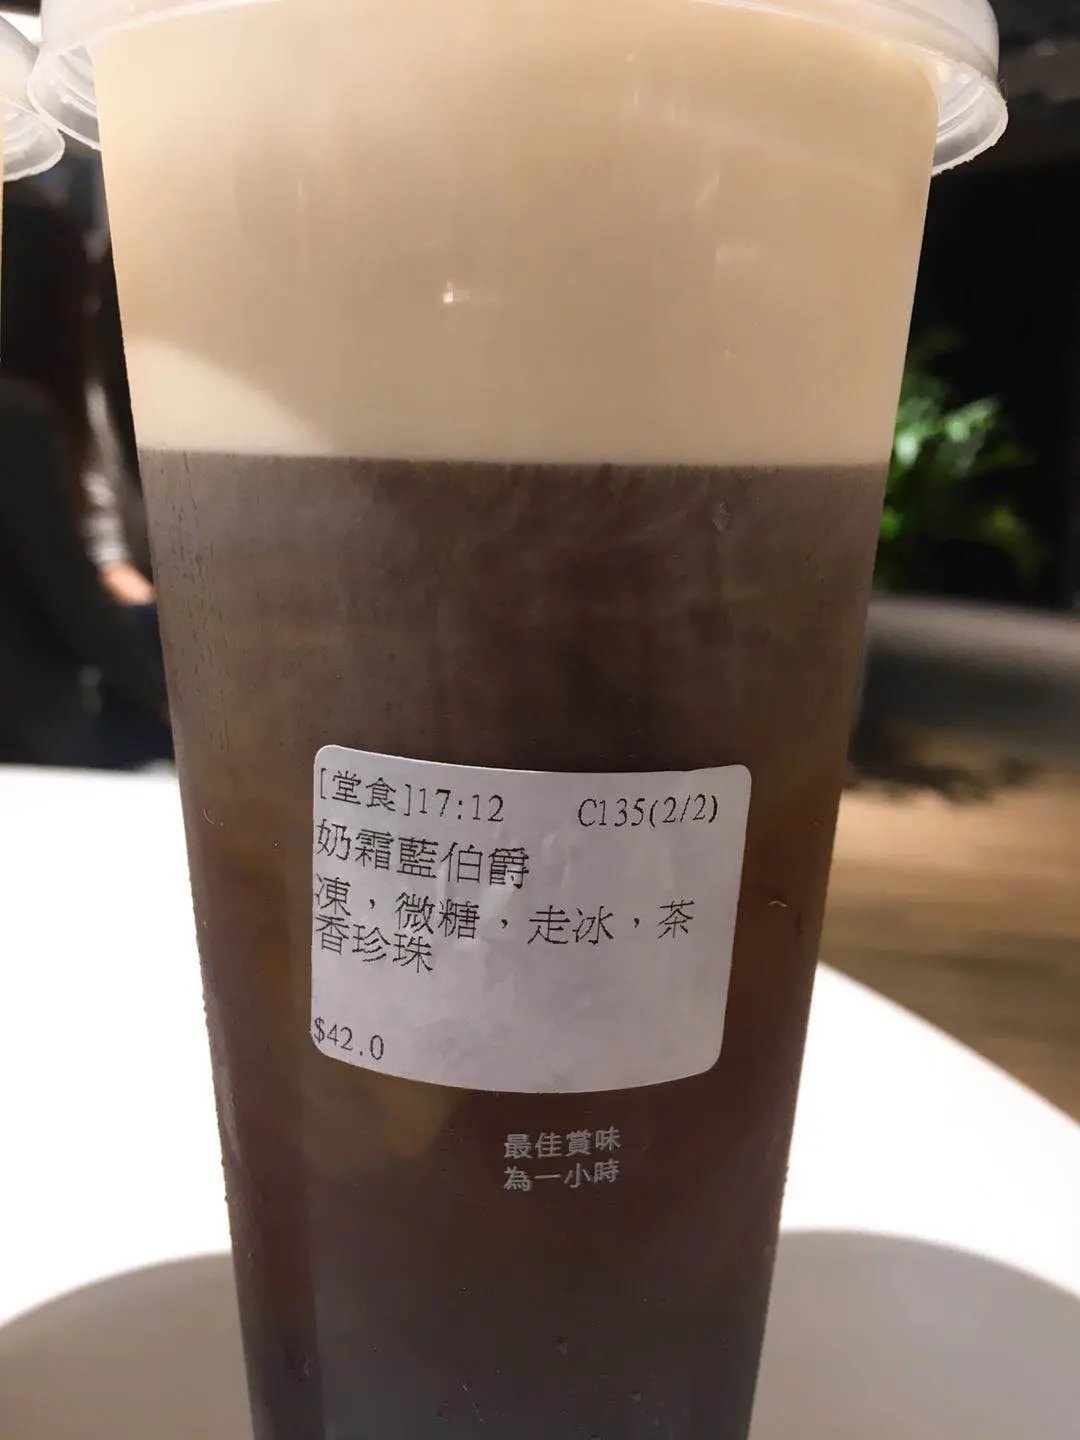 [堂食]17:12 C135(2/2)
奶霜藍伯爵
凍，微糖，走冰，茶
香珍珠
$42.0
最佳賞味
為一小時